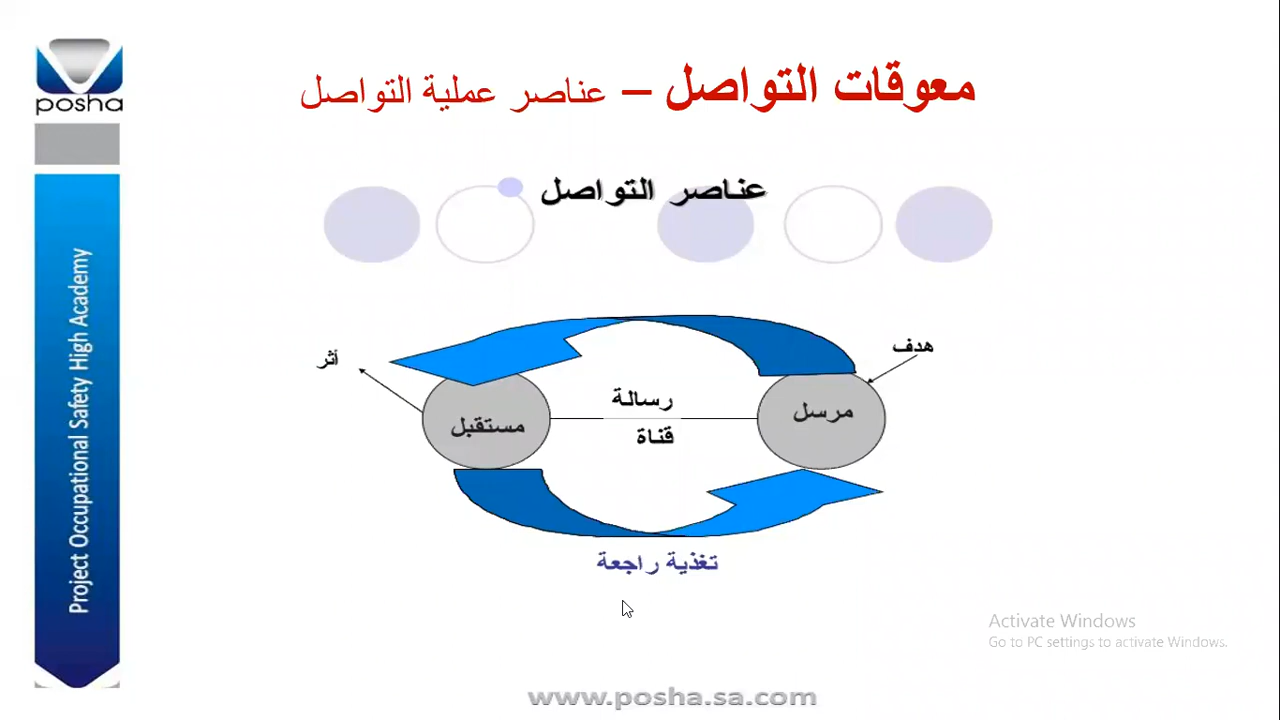 posha
معوقات التواصل – عناصر عملية التواصل
عناصر التواصل
هدف
أثر
مرسل
رسالة
قناة
مستقبل
تغذية راجعة
Project Occupational Safety High Academy
Activate Windows
Go to PC settings to activate Windows.
www.posha.sa.com